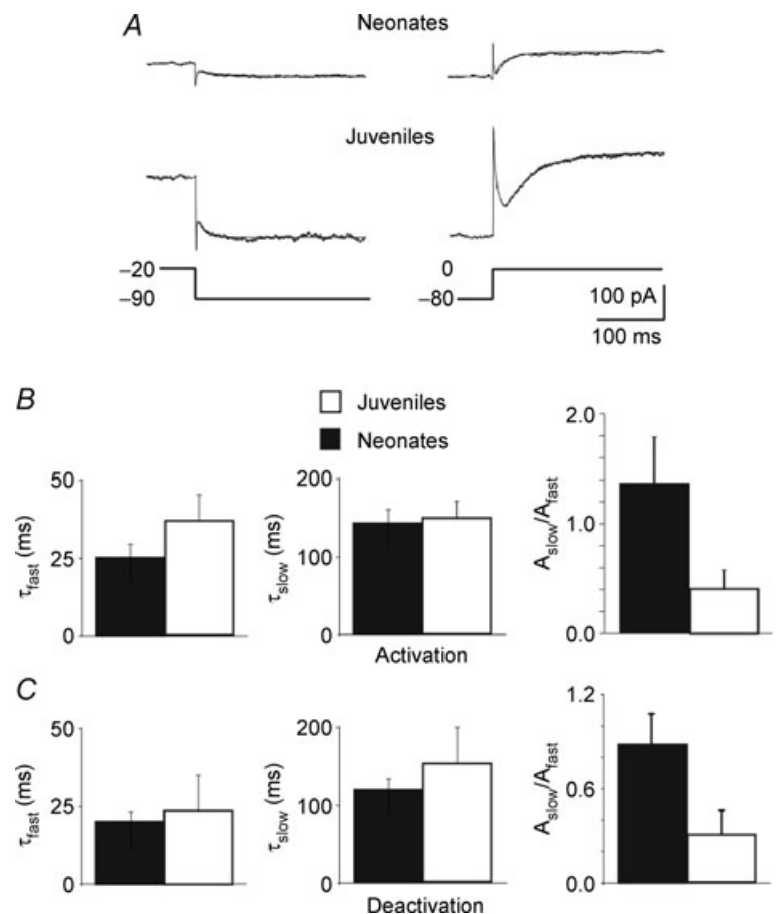 A
Neonates
Juveniles
–20
–90
0
–80
100 pA
100 ms
B
Juveniles
Neonates
50
25
0
τfast (ms)
200
100
0
τslow (ms)
2.0
1.0
0.0
Aslow/Afast
Activation
C
50
25
0
τfast (ms)
200
100
0
τslow (ms)
1.2
0.6
0.0
Aslow/Afast
Deactivation